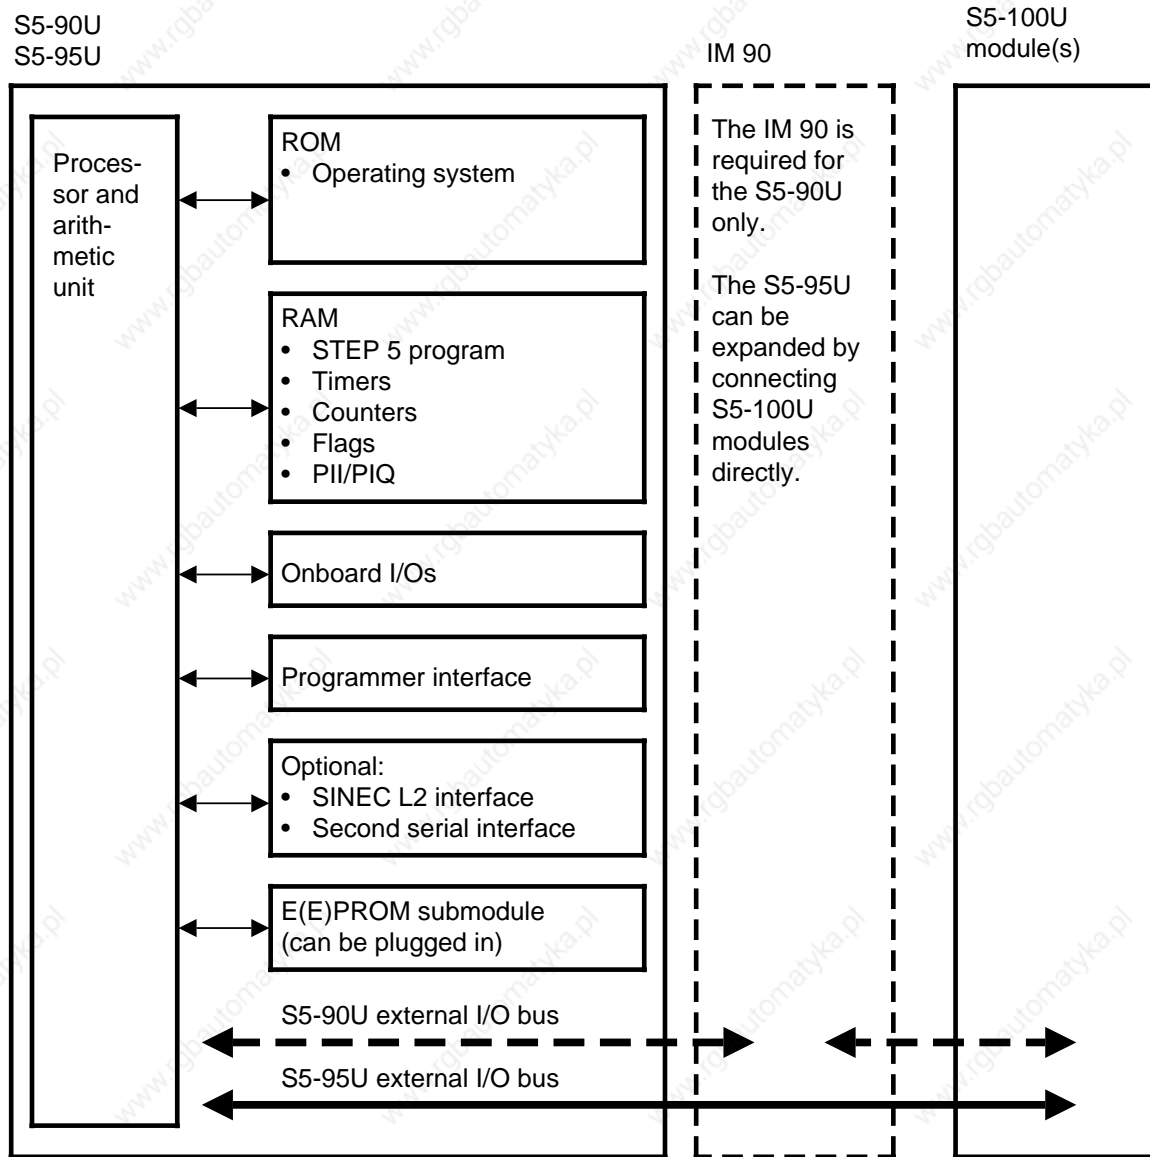 S5-90U
S5-95U
IM 90
S5-100U
module(s)
Proces-
sor and
arith-
metic
unit
ROM
• Operating system
RAM
• STEP 5 program
• Timers
• Counters
• Flags
• PII/PIQ
Onboard I/Os
Programmer interface
Optional:
• SINEC L2 interface
• Second serial interface
E(E)PROM submodule
(can be plugged in)
S5-90U external I/O bus
S5-95U external I/O bus
The IM 90 is
required for
the S5-90U
only.
The S5-95U
can be
expanded by
connecting
S5-100U
modules
directly.
www.rgbautomatyka.pl